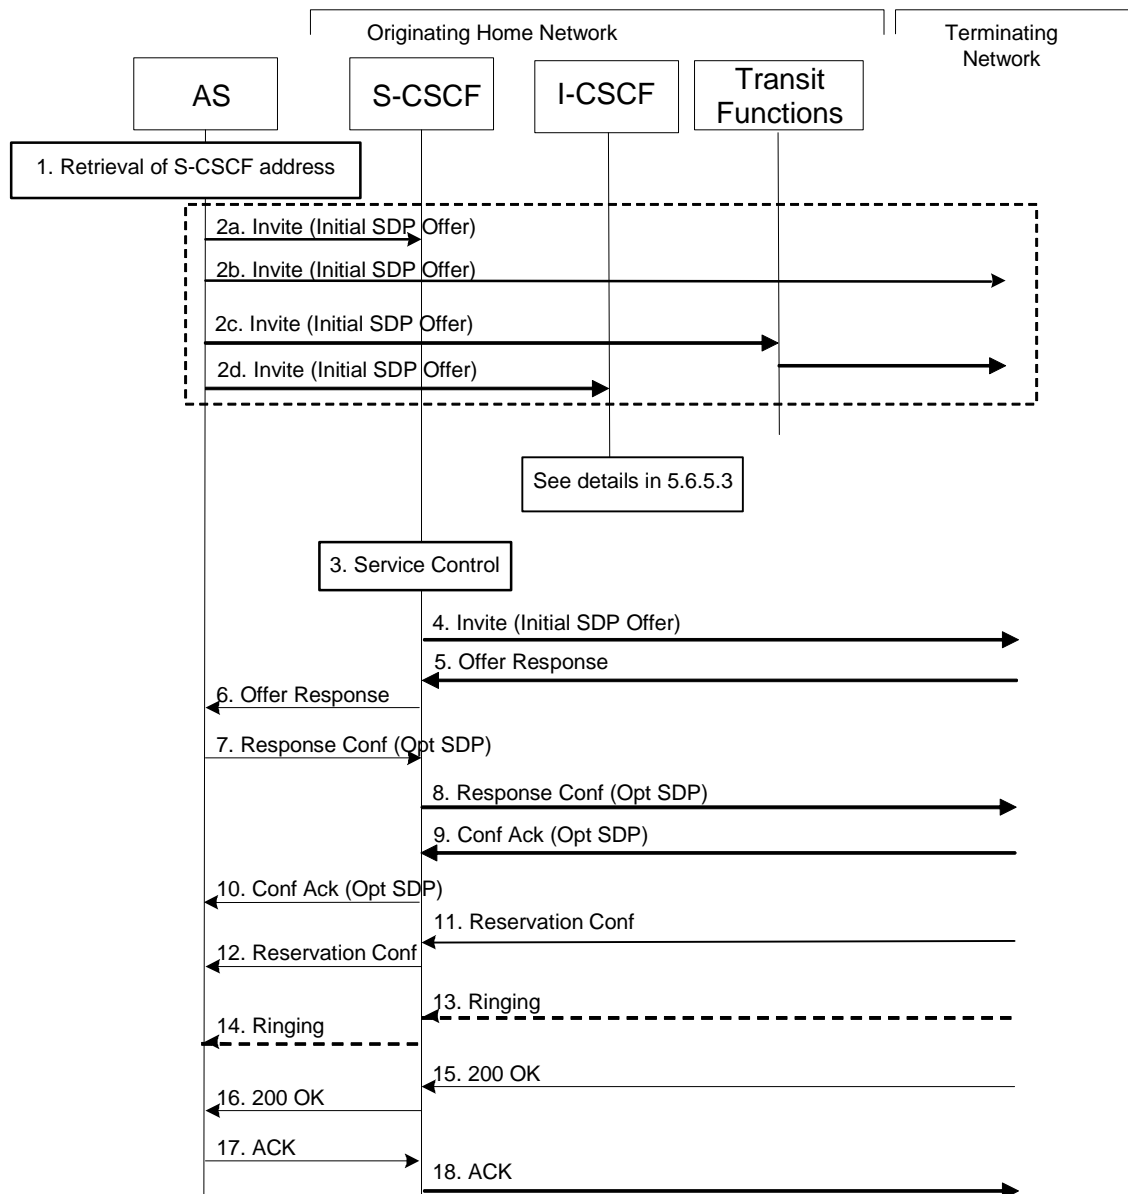 Originating Home Network
Terminating
Network
AS
S-CSCF
I-CSCF
Transit
Functions
1. Retrieval of S-CSCF address
2a. Invite (Initial SDP Offer)
2b. Invite (Initial SDP Offer)
2c. Invite (Initial SDP Offer)
2d. Invite (Initial SDP Offer)
See details in 5.6.5.3
3. Service Control
4. Invite (Initial SDP Offer)
5. Offer Response
6. Offer Response
7. Response Conf (Opt SDP)
8. Response Conf (Opt SDP)
9. Conf Ack (Opt SDP)
10. Conf Ack (Opt SDP)
11. Reservation Conf
12. Reservation Conf
13. Ringing
14. Ringing
15. 200 OK
16. 200 OK
17. ACK
18. ACK